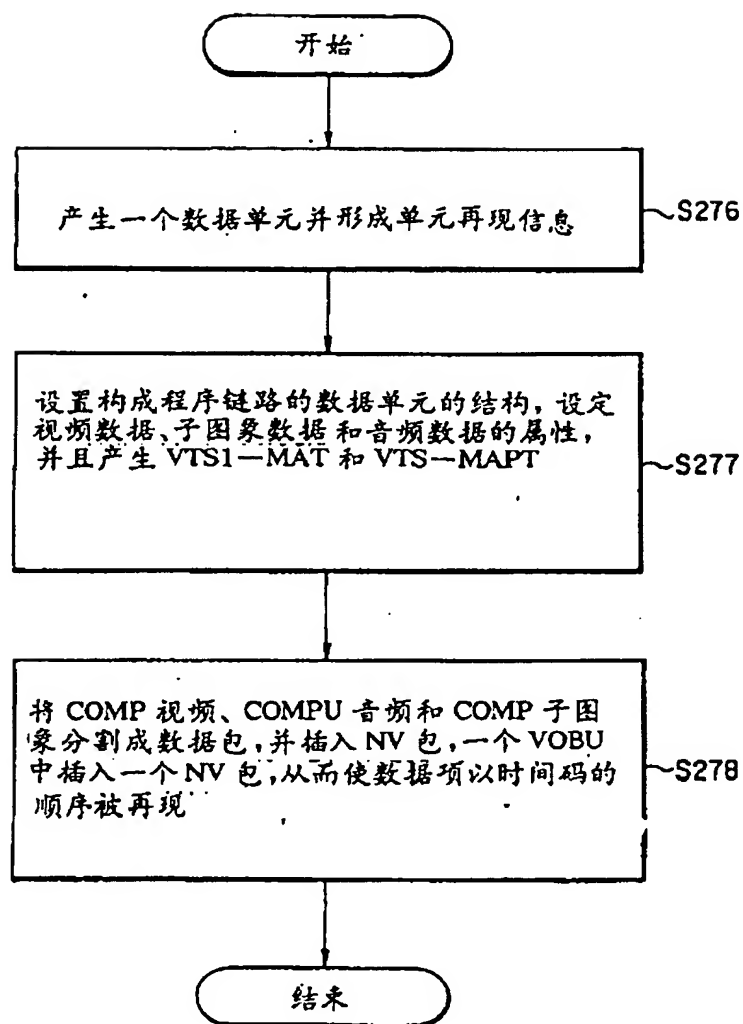 开始
产生一个数据单元并形成单元再现信息
S276
设置构成程序链路的数据单元的结构,设定
视频数据、子图象数据和音频数据的属性,
并且产生 VTS1—MAT 和 VTS—MAPT
S277
将 COMP 视频、COMPU 音频和 COMP 子图
象分割成数据包,并插入 NV 包,一个 VOBU
中插入一个 NV 包,从而使数据项以时间码的
顺序被再现
S278
结束